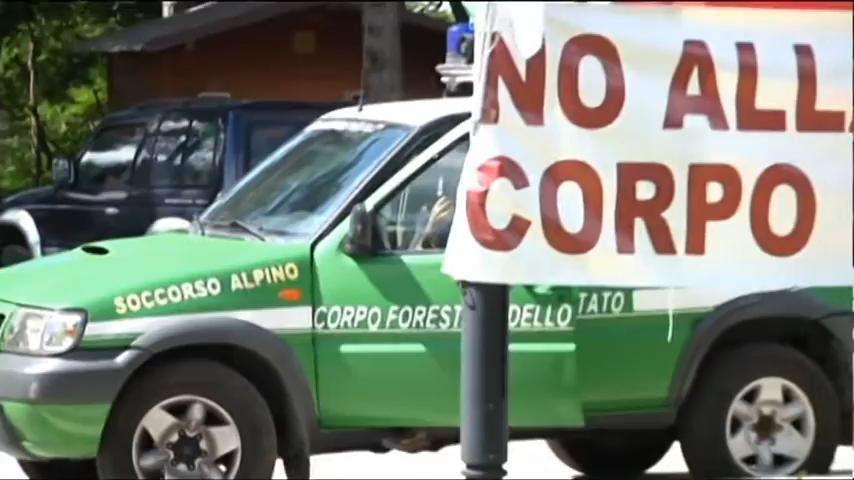 NO ALL
CORPO
SOCCORSO ALPINO
CORPO FOREST DELLO TATO